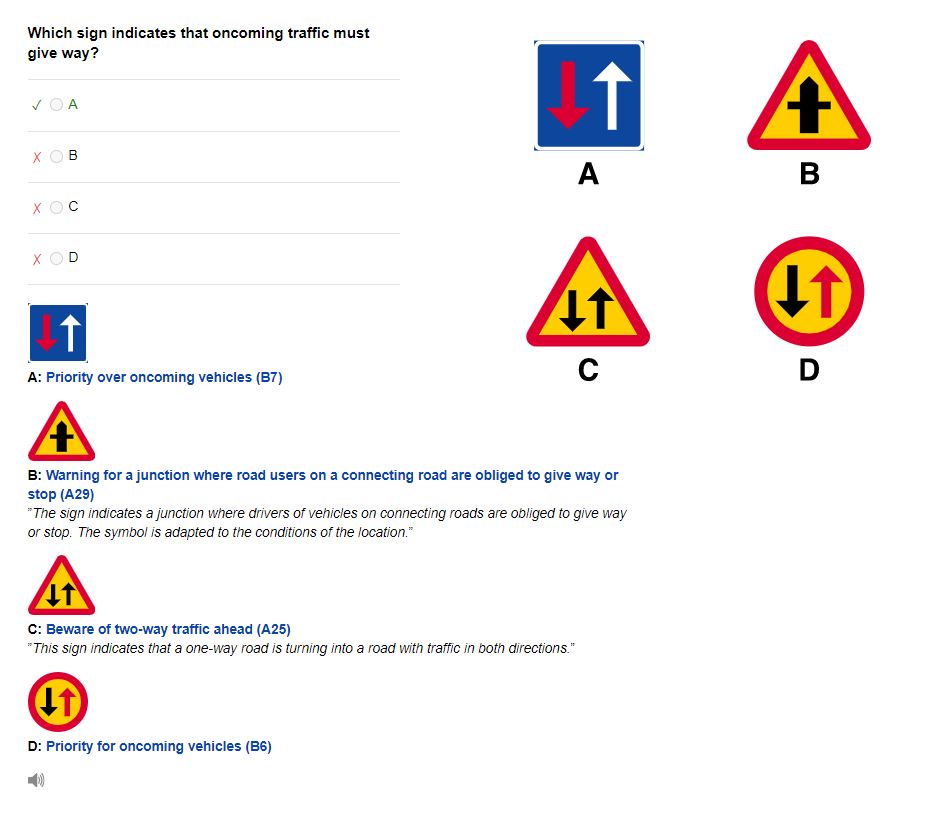 Which sign indicates that oncoming traffic must
give way?
✓ A
X B
X C
X D
A
B
C
D
A: Priority over oncoming vehicles (B7)
B: Warning for a junction where road users on a connecting road are obliged to give way or
stop (A29)
”The sign indicates a junction where drivers of vehicles on connecting roads are obliged to give way
or stop. The symbol is adapted to the conditions of the location.”
C: Beware of two-way traffic ahead (A25)
”This sign indicates that a one-way road is turning into a road with traffic in both directions.”
D: Priority for oncoming vehicles (B6)